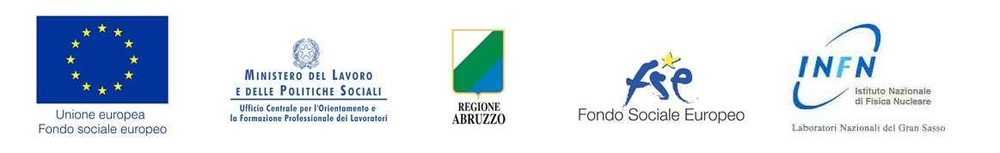 Unione europea
Fondo sociale europeo
MINISTERO DEL LAVORO
E DELLE POLITICHE SOCIALI
Ufficio Centrale per l'Orientamento e
la Formazione Professionale dei Lavoratori
REGIONE
ABRUZZO
fse
Fondo Sociale Europeo
INFN
Istituto Nazionale
di Fisica Nucleare
Laboratori Nazionali del Gran Sasso